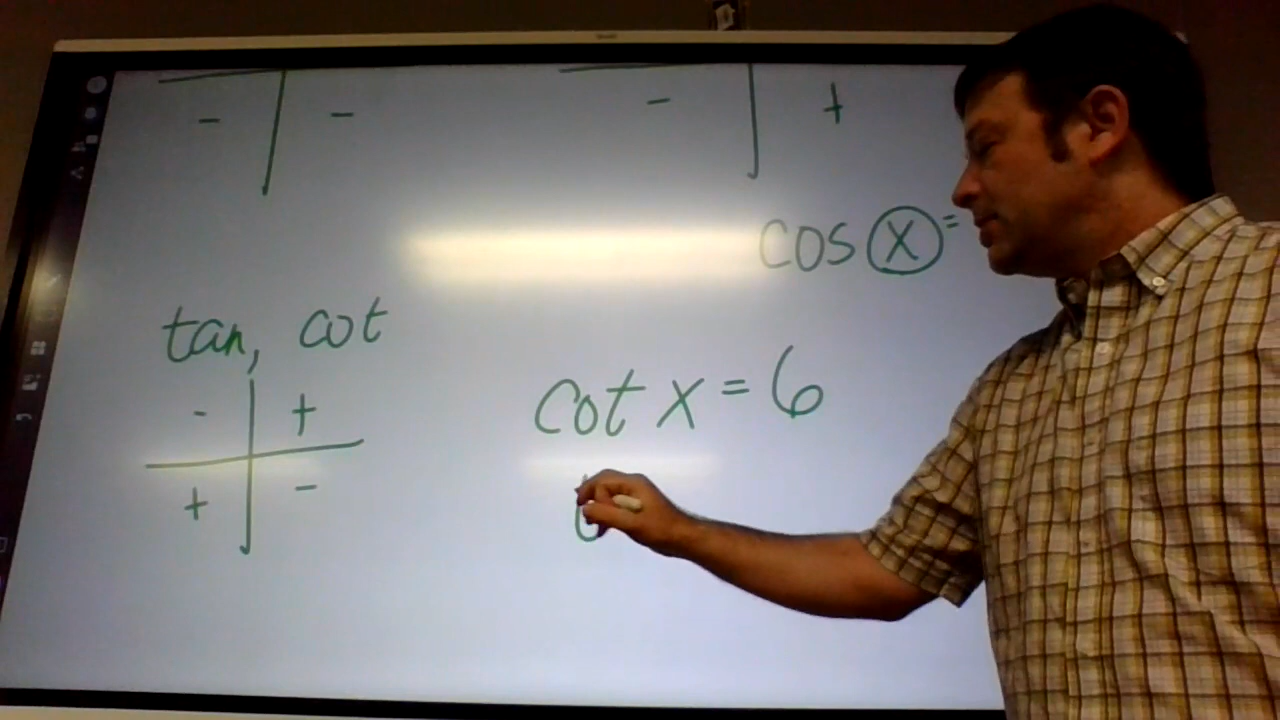 - -
- +
cos x =
tan, cot
cot x = 6
- +
+ -